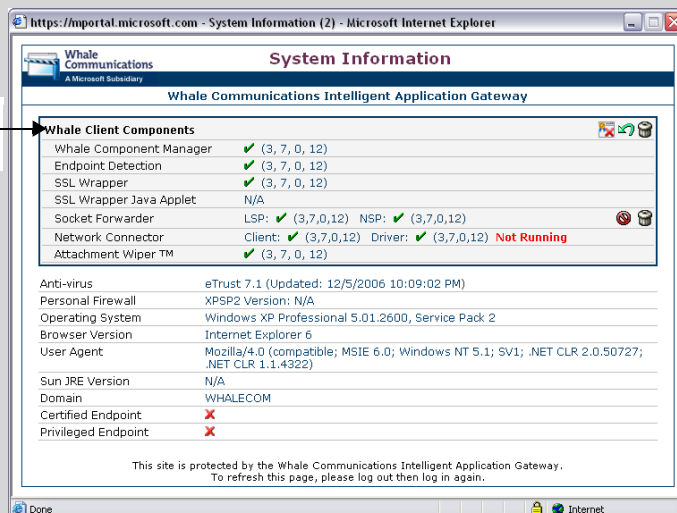 https://mportal.microsoft.com - System Information (2) - Microsoft Internet Explorer
Whale
Communications
A Microsoft Subsidiary
System Information
Whale Communications Intelligent Application Gateway
Whale Client Components
Whale Component Manager ✔ (3, 7, 0, 12)
Endpoint Detection ✔ (3, 7, 0, 12)
SSL Wrapper ✔ (3, 7, 0, 12)
SSL Wrapper Java Applet N/A
Socket Forwarder LSP: ✔ (3,7,0,12) NSP: ✔ (3,7,0,12)
Network Connector Client: ✔ (3,7,0,12) Driver: ✔ (3,7,0,12) Not Running
Attachment Wiper ™ ✔ (3, 7, 0, 12)
Anti-virus eTrust 7.1 (Updated: 12/5/2006 10:09:02 PM)
Personal Firewall XPSP2 Version: N/A
Operating System Windows XP Professional 5.01.2600, Service Pack 2
Browser Version Internet Explorer 6
User Agent Mozilla/4.0 (compatible; MSIE 6.0; Windows NT 5.1; SV1; .NET CLR 2.0.50727;
.NET CLR 1.1.4322)
Sun JRE Version N/A
Domain WHALECOM
Certified Endpoint ✘
Privileged Endpoint ✘
This site is protected by the Whale Communications Intelligent Application Gateway.
To refresh this page, please log out then log in again.
Done Internet